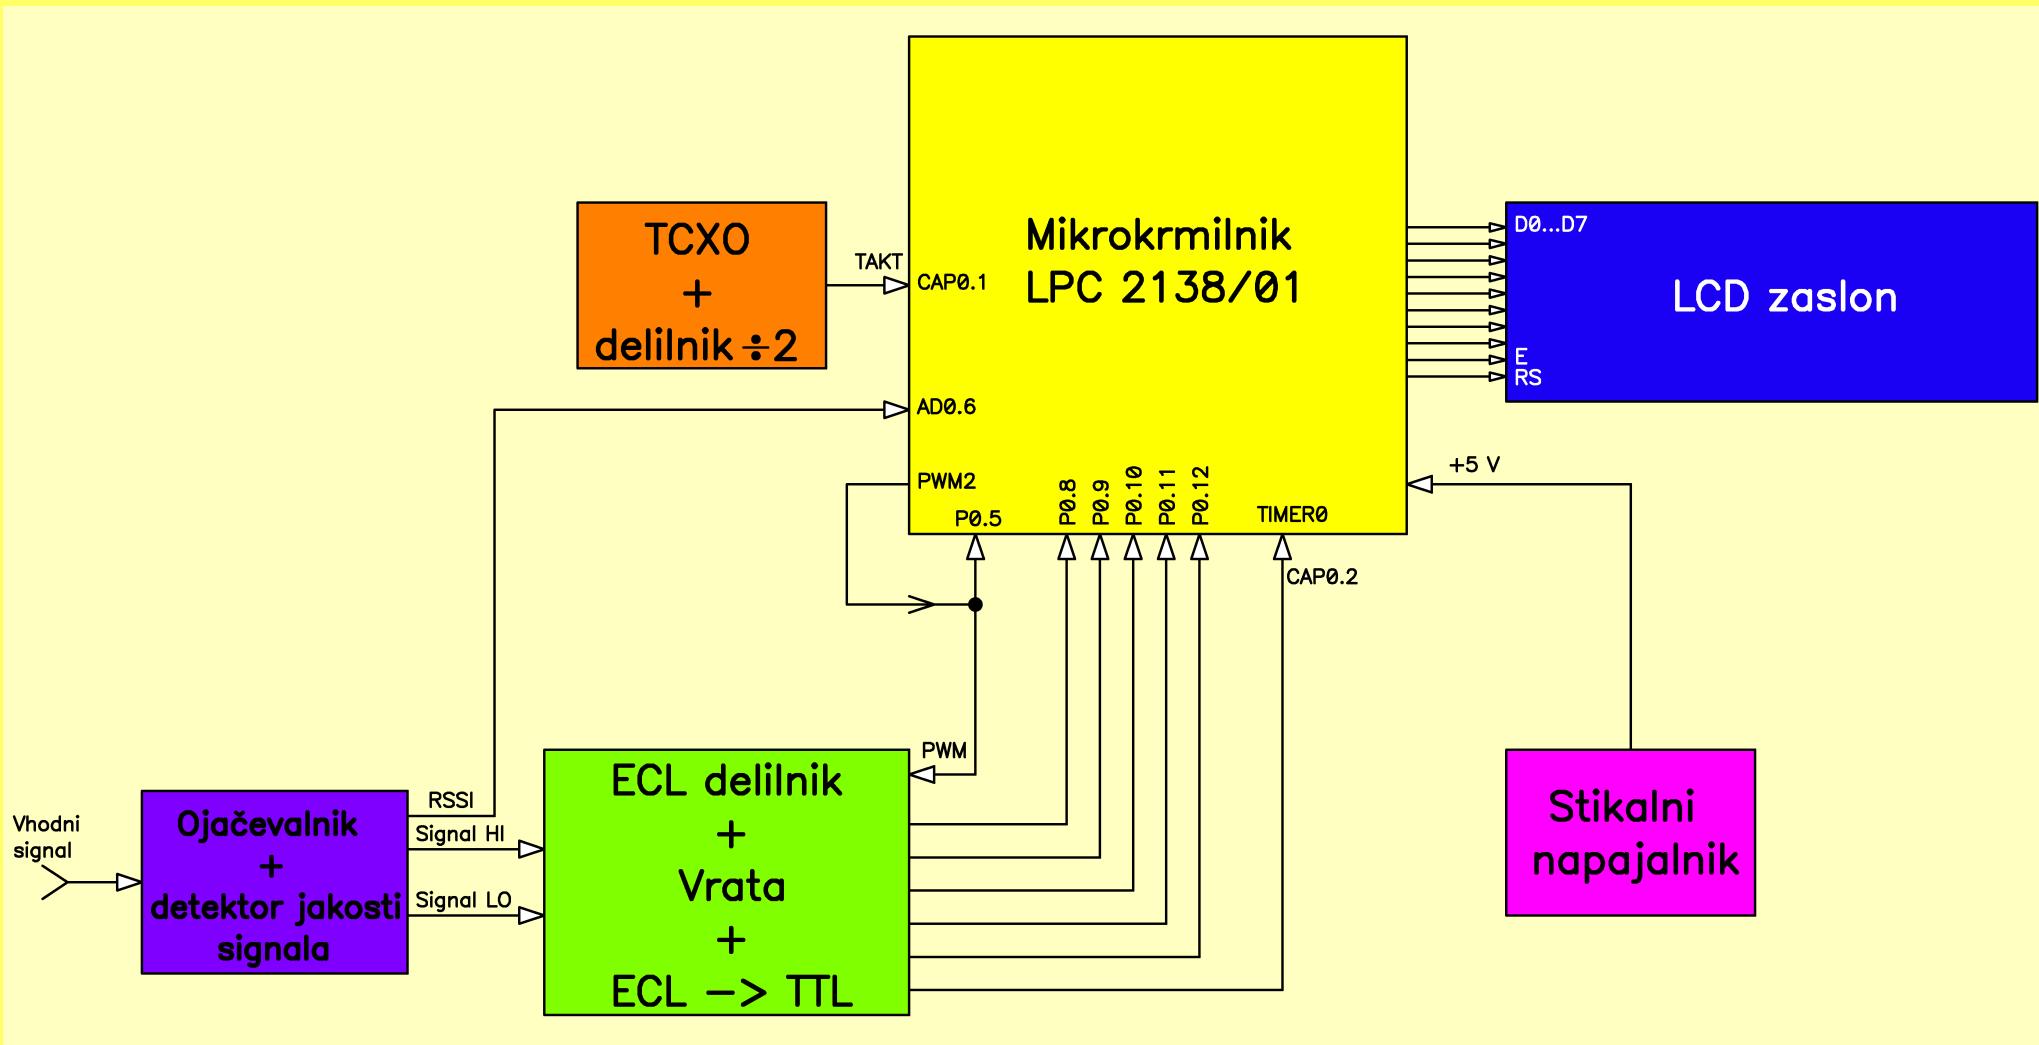 TCXO
+
delilnik ÷2
TAKT
CAP0.1
Mikrokrmilnik
LPC 2138/01
AD0.6
PWM2
P0.5
P0.8
P0.9
P0.10
P0.11
P0.12
TIMER0
CAP0.2
D0...D7
LCD zaslon
E
RS
+5 V
Stikalni
napajalnik
PWM
ECL delilnik
+
Vrata
+
ECL -> TTL
RSSI
Signal HI
Signal LO
Vhodni
signal
Ojačevalnik
+
detektor jakosti
signala